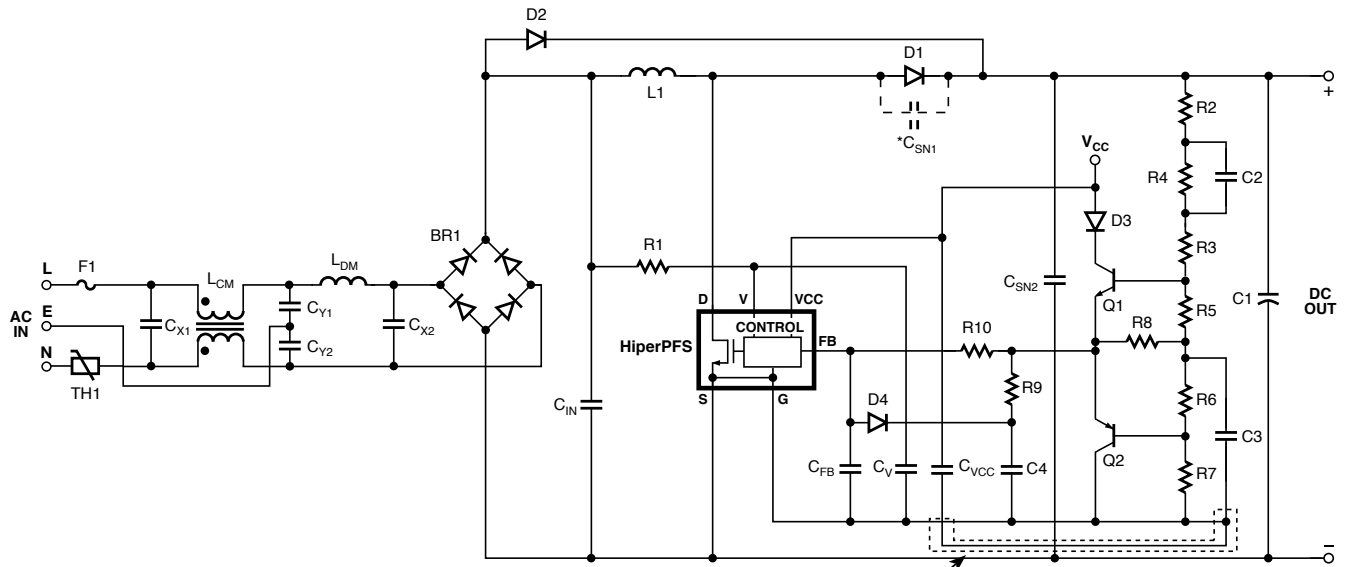 D2
D1
L1
*CSN1
R2
VCC
R4
C2
D3
R3
BR1
R1
L
F1
LCM
LDM
CSN2
Q1
C1
DC
OUT
+
D
V
VCC
R5
E
AC
IN
CX1
CY1
CX2
CONTROL
HiperPFS
FB
R10
R8
N
CY2
TH1
S
G
R9
R6
CIN
D4
C3
Q2
CFB
CV
CVCC
C4
R7
–